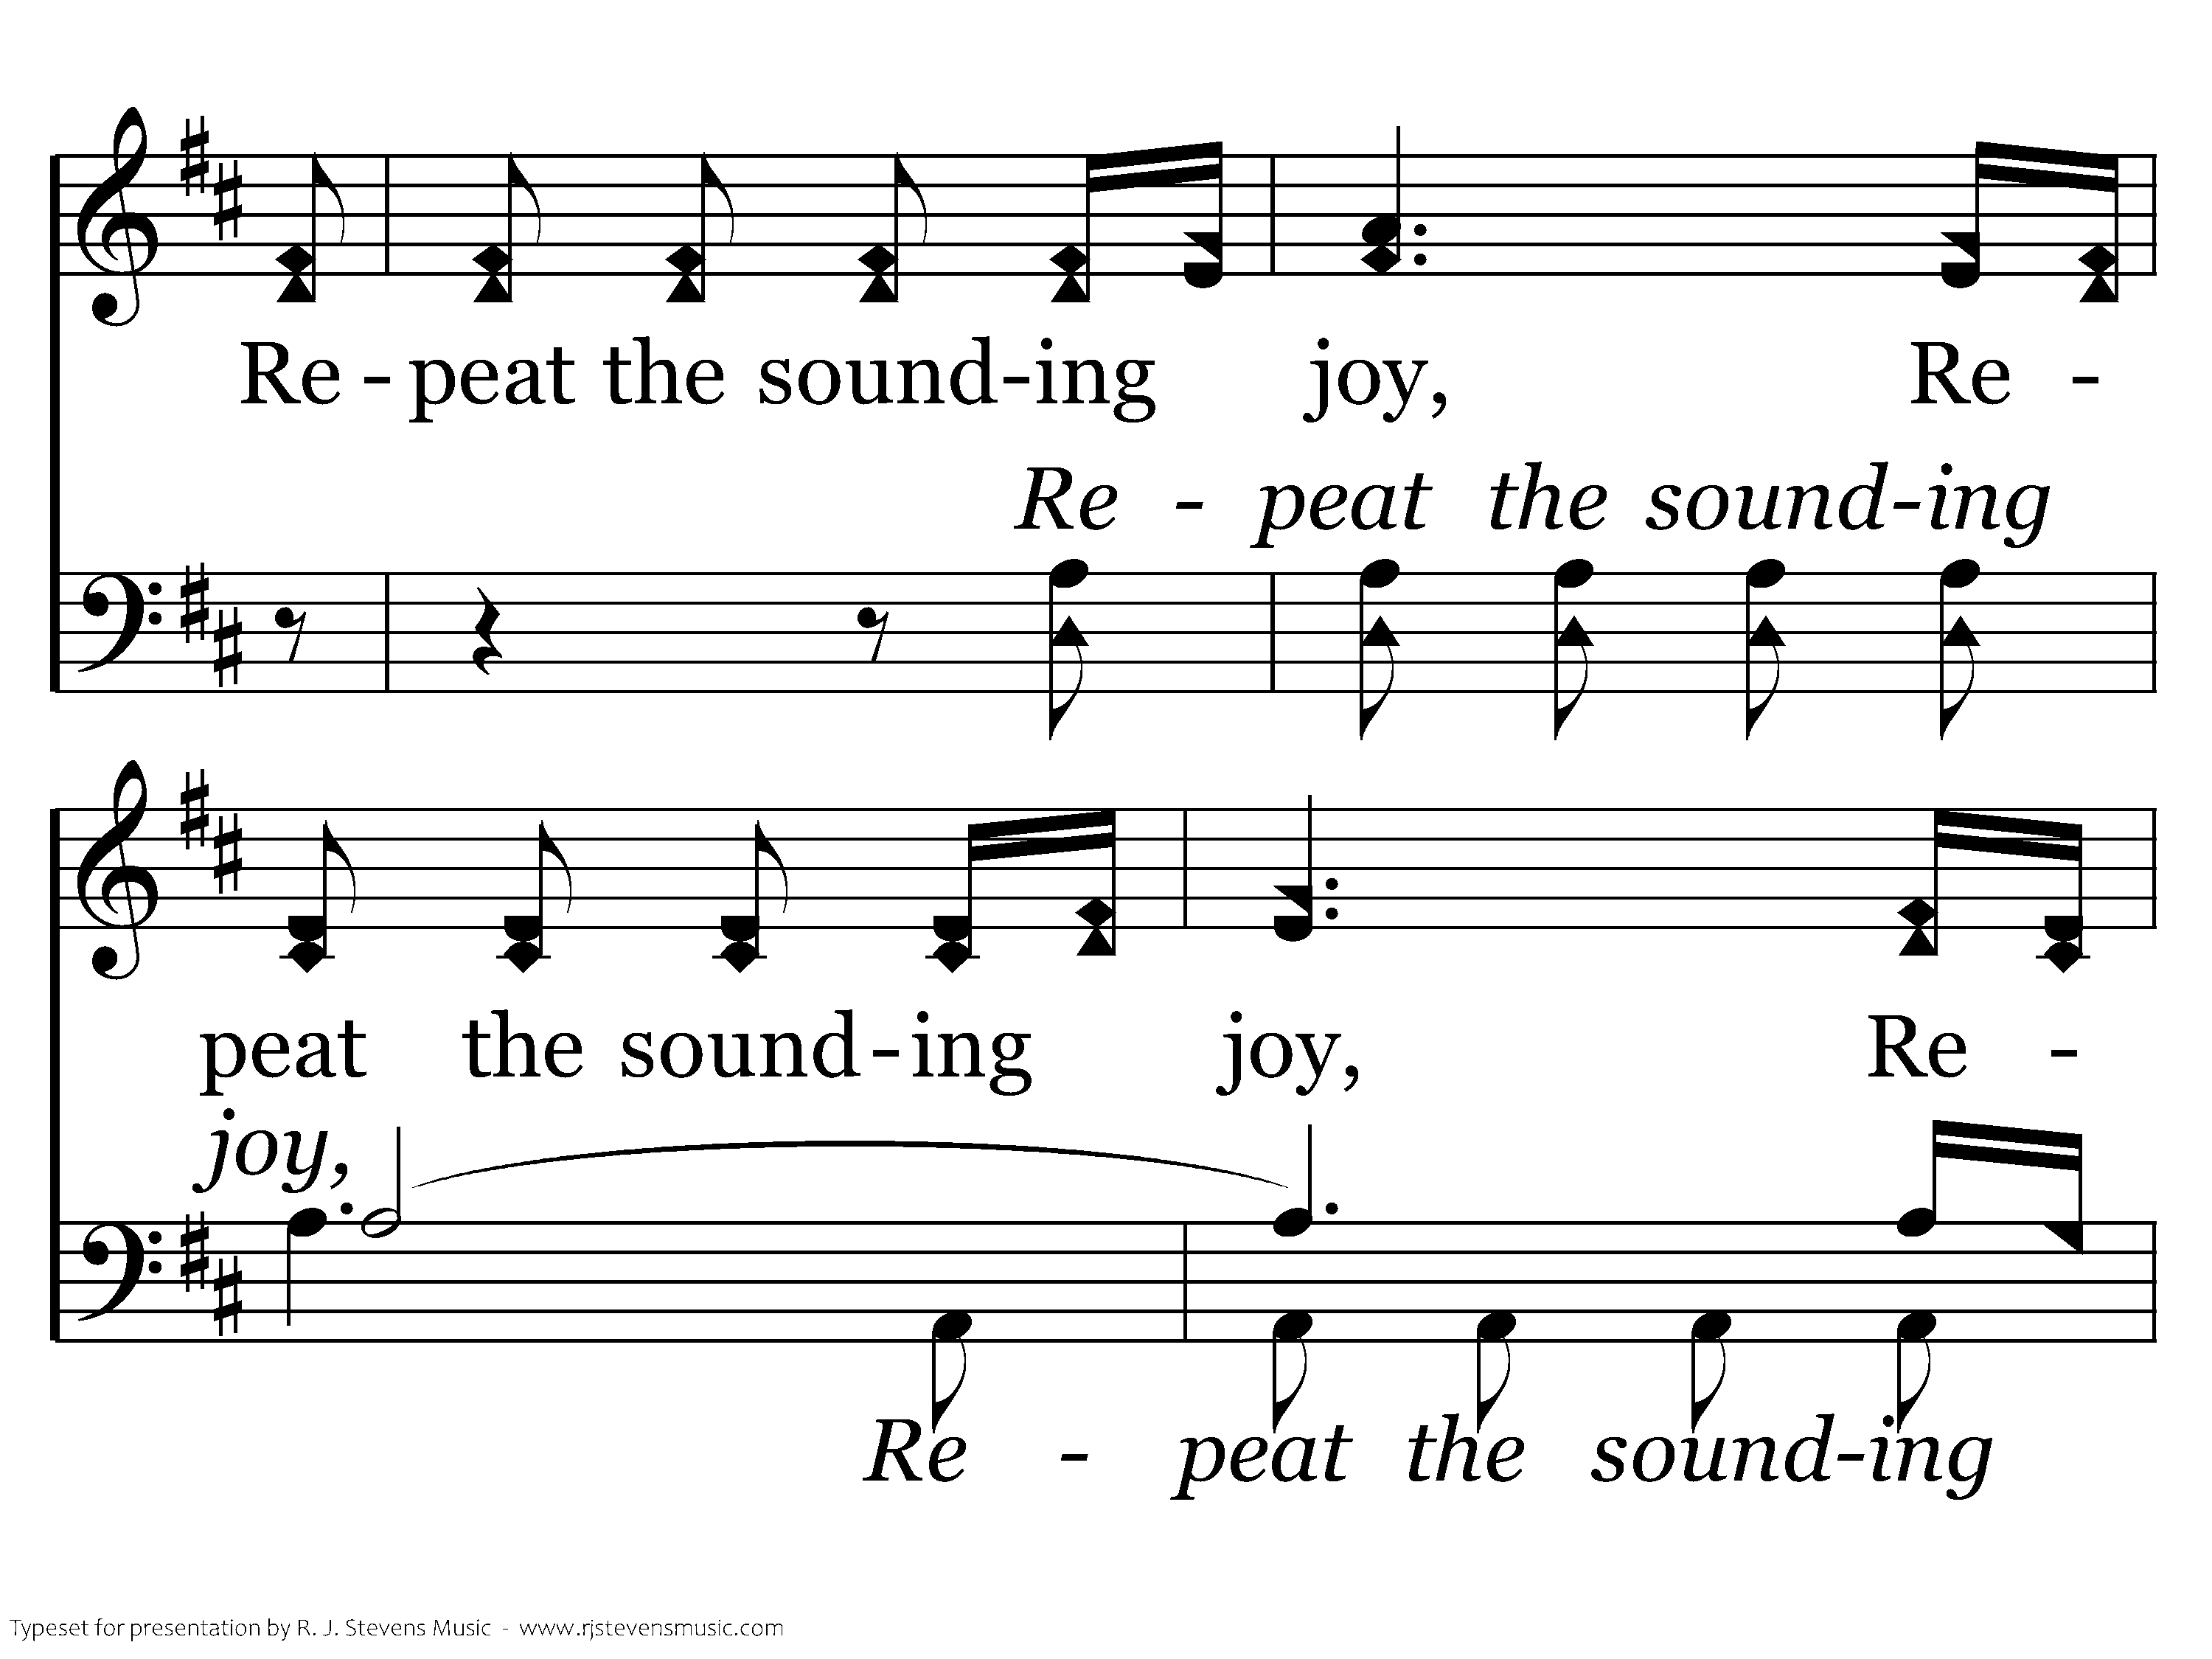 Re - peat the sound-ing joy, Re -
Re - peat the sound-ing
peat the sound-ing joy, Re -
joy,
Re - peat the sound-ing
Typeset for presentation by R. J. Stevens Music - www.rjstevensmusic.com